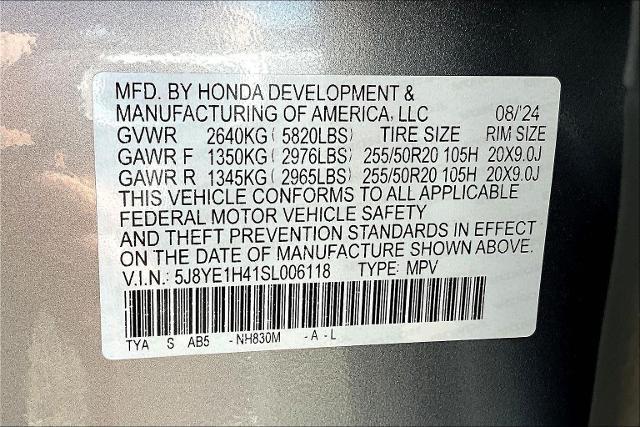 MFD. BY HONDA DEVELOPMENT &
MANUFACTURING OF AMERICA, LLC 08/'24
GVWR 2640KG( 5820LBS) TIRE SIZE RIM SIZE
GAWR F 1350KG( 2976LBS) 255/50R20 105H 20X9.0J
GAWR R 1345KG( 2965LBS) 255/50R20 105H 20X9.0J
THIS VEHICLE CONFORMS TO ALL APPLICABLE
FEDERAL MOTOR VEHICLE SAFETY
AND THEFT PREVENTION STANDARDS IN EFFECT
ON THE DATE OF MANUFACTURE SHOWN ABOVE.
V.I.N.: 5J8YE1H41SL006118 TYPE: MPV
TYA S AB5 - NH830M - A - L